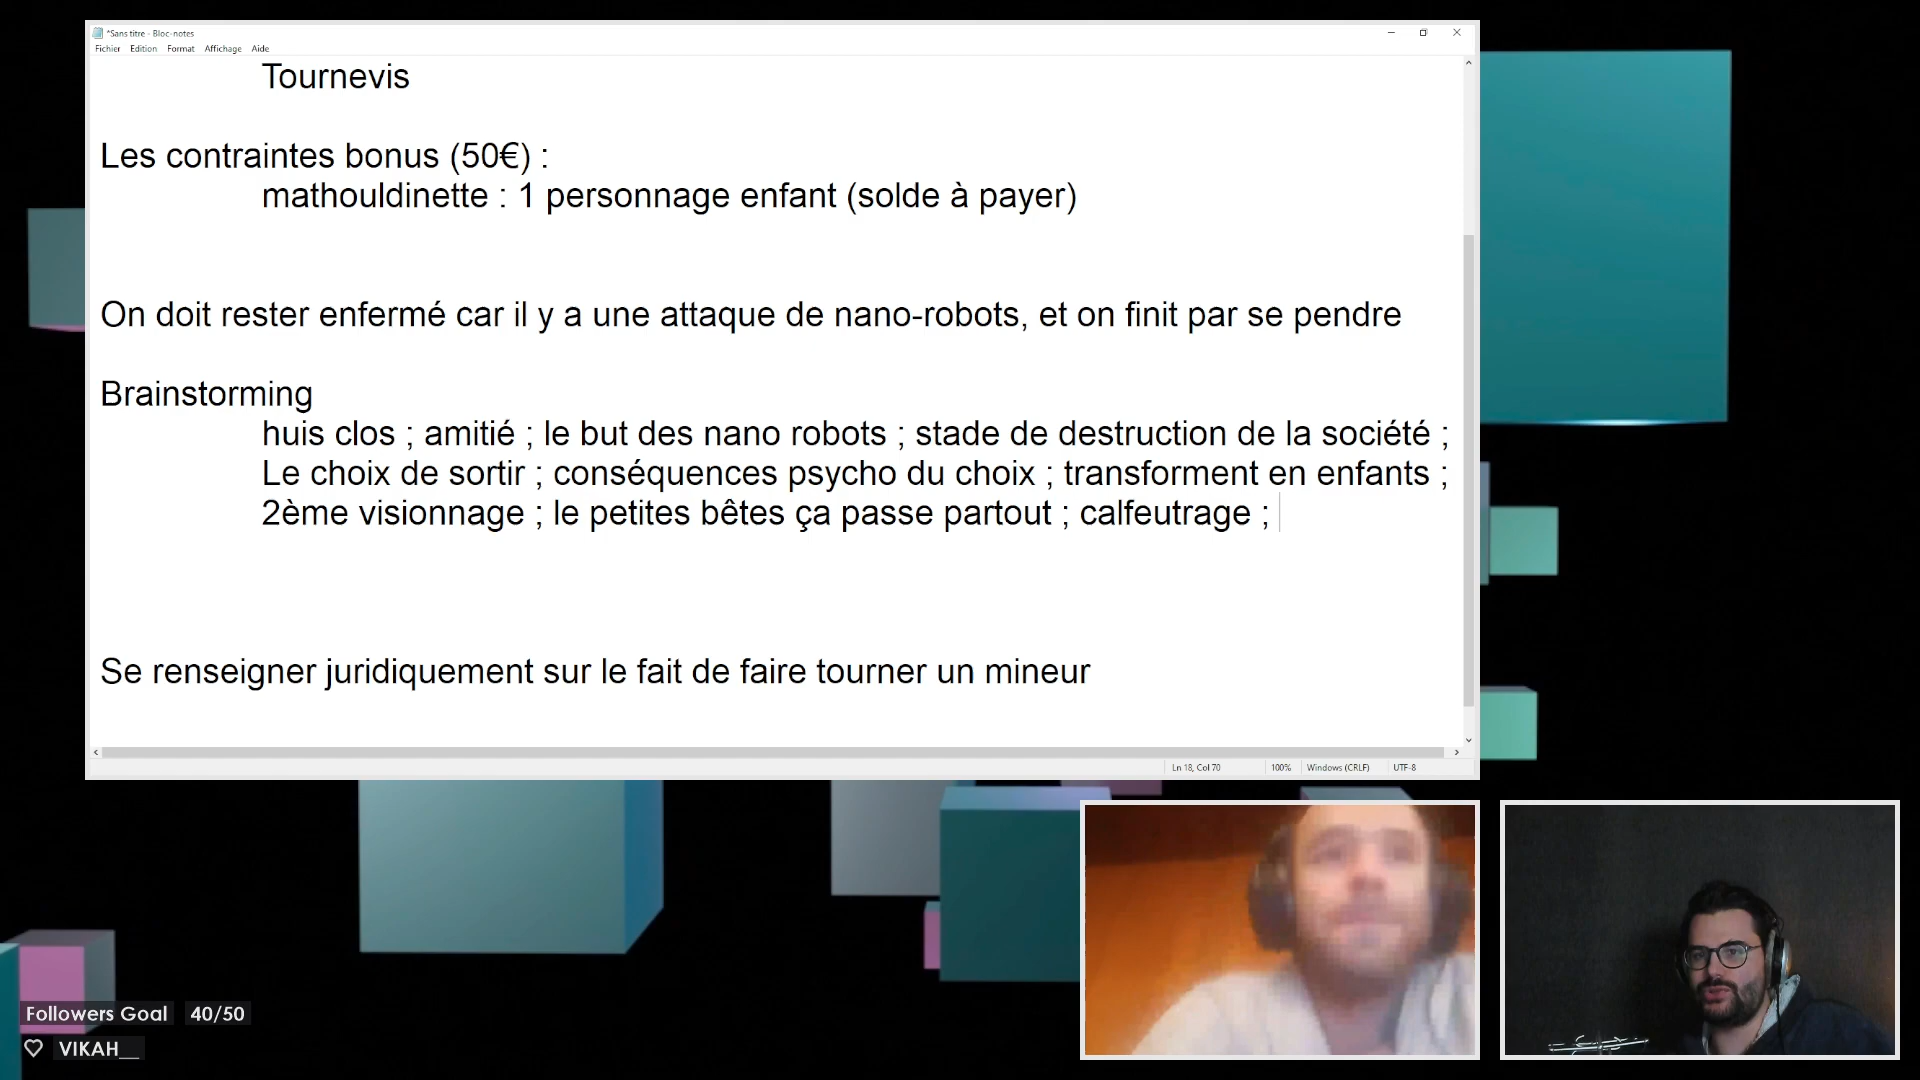 *Sans titre - Bloc-notes
Fichier Edition Format Affichage Aide
Tournevis
Les contraintes bonus (50€) :
mathouldinette : 1 personnage enfant (solde à payer)
On doit rester enfermé car il y a une attaque de nano-robots, et on finit par se pendre
Brainstorming
huis clos ; amitié ; le but des nano robots ; stade de destruction de la société ;
Le choix de sortir ; conséquences psycho du choix ; transforment en enfants ;
2ème visionnage ; le petites bêtes ça passe partout ; calfeutrage ;
Se renseigner juridiquement sur le fait de faire tourner un mineur
Ln 18, Col 70 100% Windows (CRLF) UTF-8
Followers Goal 40/50
VIKAH__